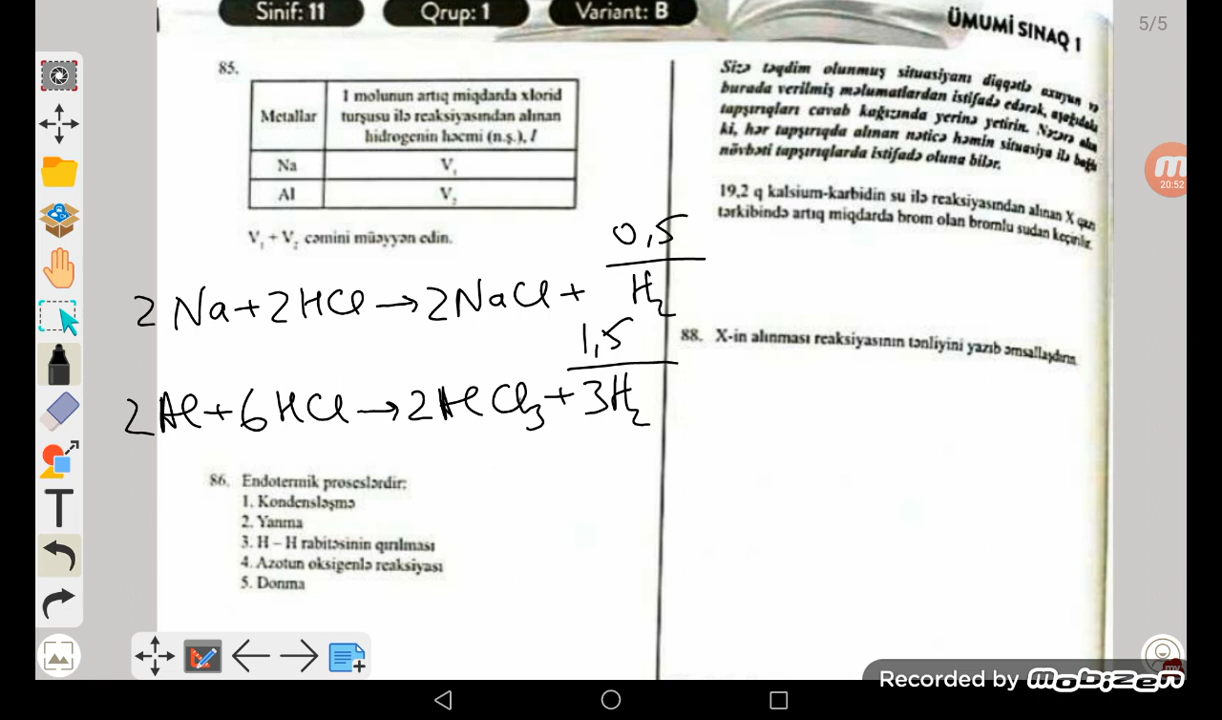 Sinif: 11
Qrup: 1
Variant: B
ÜMUMİ SINAQ 1
5/5
85.
Metallar
1 molunun artıq miqdarda xlorid
turşusu ilə reaksiyasından alınan
hidrogenin həcmi (n.ş.), l
Na
V₁
Al
V₂
V₁ + V₂ cəmini müəyyən edin.
0,5
2Na+2HCl→2NaCl+H₂
1,5
2Al+6HCl→2AlCl₃+3H₂
86. Endotermik proseslərdir:
1. Kondensləşmə
2. Yanma
3. H – H rabitəsinin qırılması
4. Azotun oksigenlə reaksiyası
5. Donma
Sizə təqdim olunmuş situasiyanı diqqətlə oxuyun və
burada verilmiş məlumatlardan istifadə edərək, aşağıdakı
tapşırıqları cavab kağızında yerinə yetirin. Nəzərə alın
ki, hər tapşırıqda alınan nəticə həmin situasiya ilə bağlı
növbəti tapşırıqlarda istifadə oluna bilər.
19,2 q kalsium-karbidin su ilə reaksiyasından alınan X qazı
tərkibində artıq miqdarda brom olan bromlu sudan keçirilir.
88. X-in alınması reaksiyasının tənliyini yazıb əmsallaşdırın.
20:52
T
Recorded by mobizen